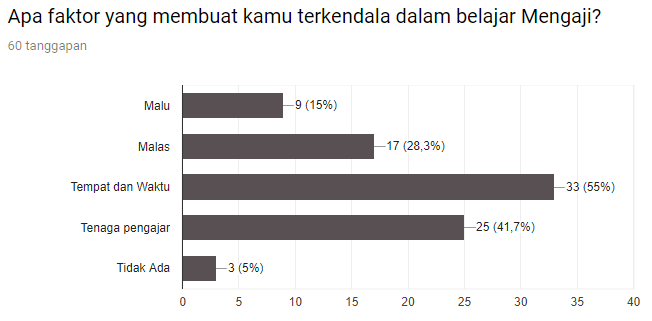 Apa faktor yang membuat kamu terkendala dalam belajar Mengaji?
60 tanggapan
Malu 9 (15%)
Malas 17 (28,3%)
Tempat dan Waktu 33 (55%)
Tenaga pengajar 25 (41,7%)
Tidak Ada 3 (5%)
0 5 10 15 20 25 30 35 40